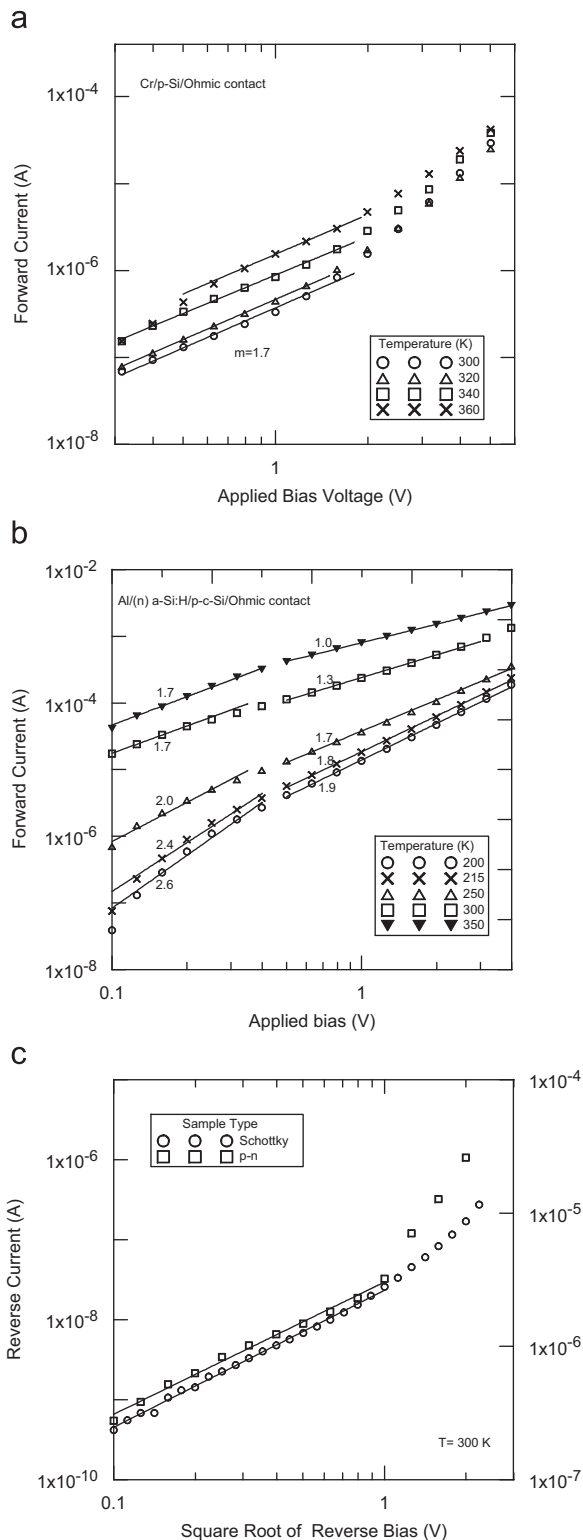 a
Cr/p-Si/Ohmic contact
1x10-4
1x10-6
1x10-8
Forward Current (A)
m=1.7
Temperature (K)
300
320
340
360
1
Applied Bias Voltage (V)
b
1x10-2
1x10-4
1x10-6
1x10-8
Forward Current (A)
Al/(n) a-Si:H/p-c-Si/Ohmic contact
1.0
1.7
1.3
1.7
1.7
1.8
1.9
2.0
2.4
2.6
Temperature (K)
200
215
250
300
350
0.1
1
Applied bias (V)
c
Sample Type
Schottky
p-n
1x10-6
1x10-8
1x10-10
Reverse Current (A)
1x10-4
1x10-5
1x10-6
1x10-7
T= 300 K
0.1
1
Square Root of Reverse Bias (V)